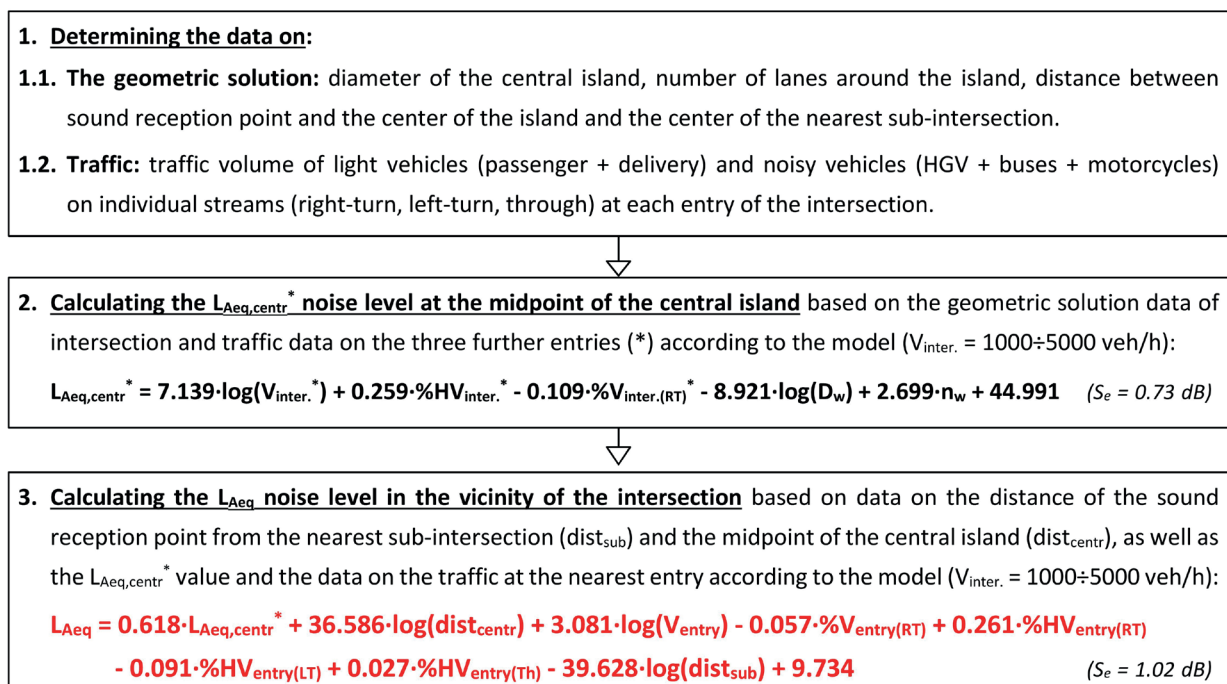 1. Determining the data on:
1.1. The geometric solution: diameter of the central island, number of lanes around the island, distance between
sound reception point and the center of the island and the center of the nearest sub-intersection.
1.2. Traffic: traffic volume of light vehicles (passenger + delivery) and noisy vehicles (HGV + buses + motorcycles)
on individual streams (right-turn, left-turn, through) at each entry of the intersection.
2. Calculating the LAeq,centr* noise level at the midpoint of the central island based on the geometric solution data of
intersection and traffic data on the three further entries (*) according to the model (Vinter. = 1000÷5000 veh/h):
LAeq,centr* = 7.139·log(Vinter.*) + 0.259·%HVinter.* - 0.109·%Vinter.(RT)* - 8.921·log(Dw) + 2.699·nw + 44.991 (Se = 0.73 dB)
3. Calculating the LAeq noise level in the vicinity of the intersection based on data on the distance of the sound
reception point from the nearest sub-intersection (distsub) and the midpoint of the central island (distcentr), as well as
the LAeq,centr* value and the data on the traffic at the nearest entry according to the model (Vinter. = 1000÷5000 veh/h):
LAeq = 0.618·LAeq,centr* + 36.586·log(distcentr) + 3.081·log(Ventry) - 0.057·%Ventry(RT) + 0.261·%HVentry(RT)
- 0.091·%HVentry(LT) + 0.027·%HVentry(Th) - 39.628·log(distsub) + 9.734 (Se = 1.02 dB)